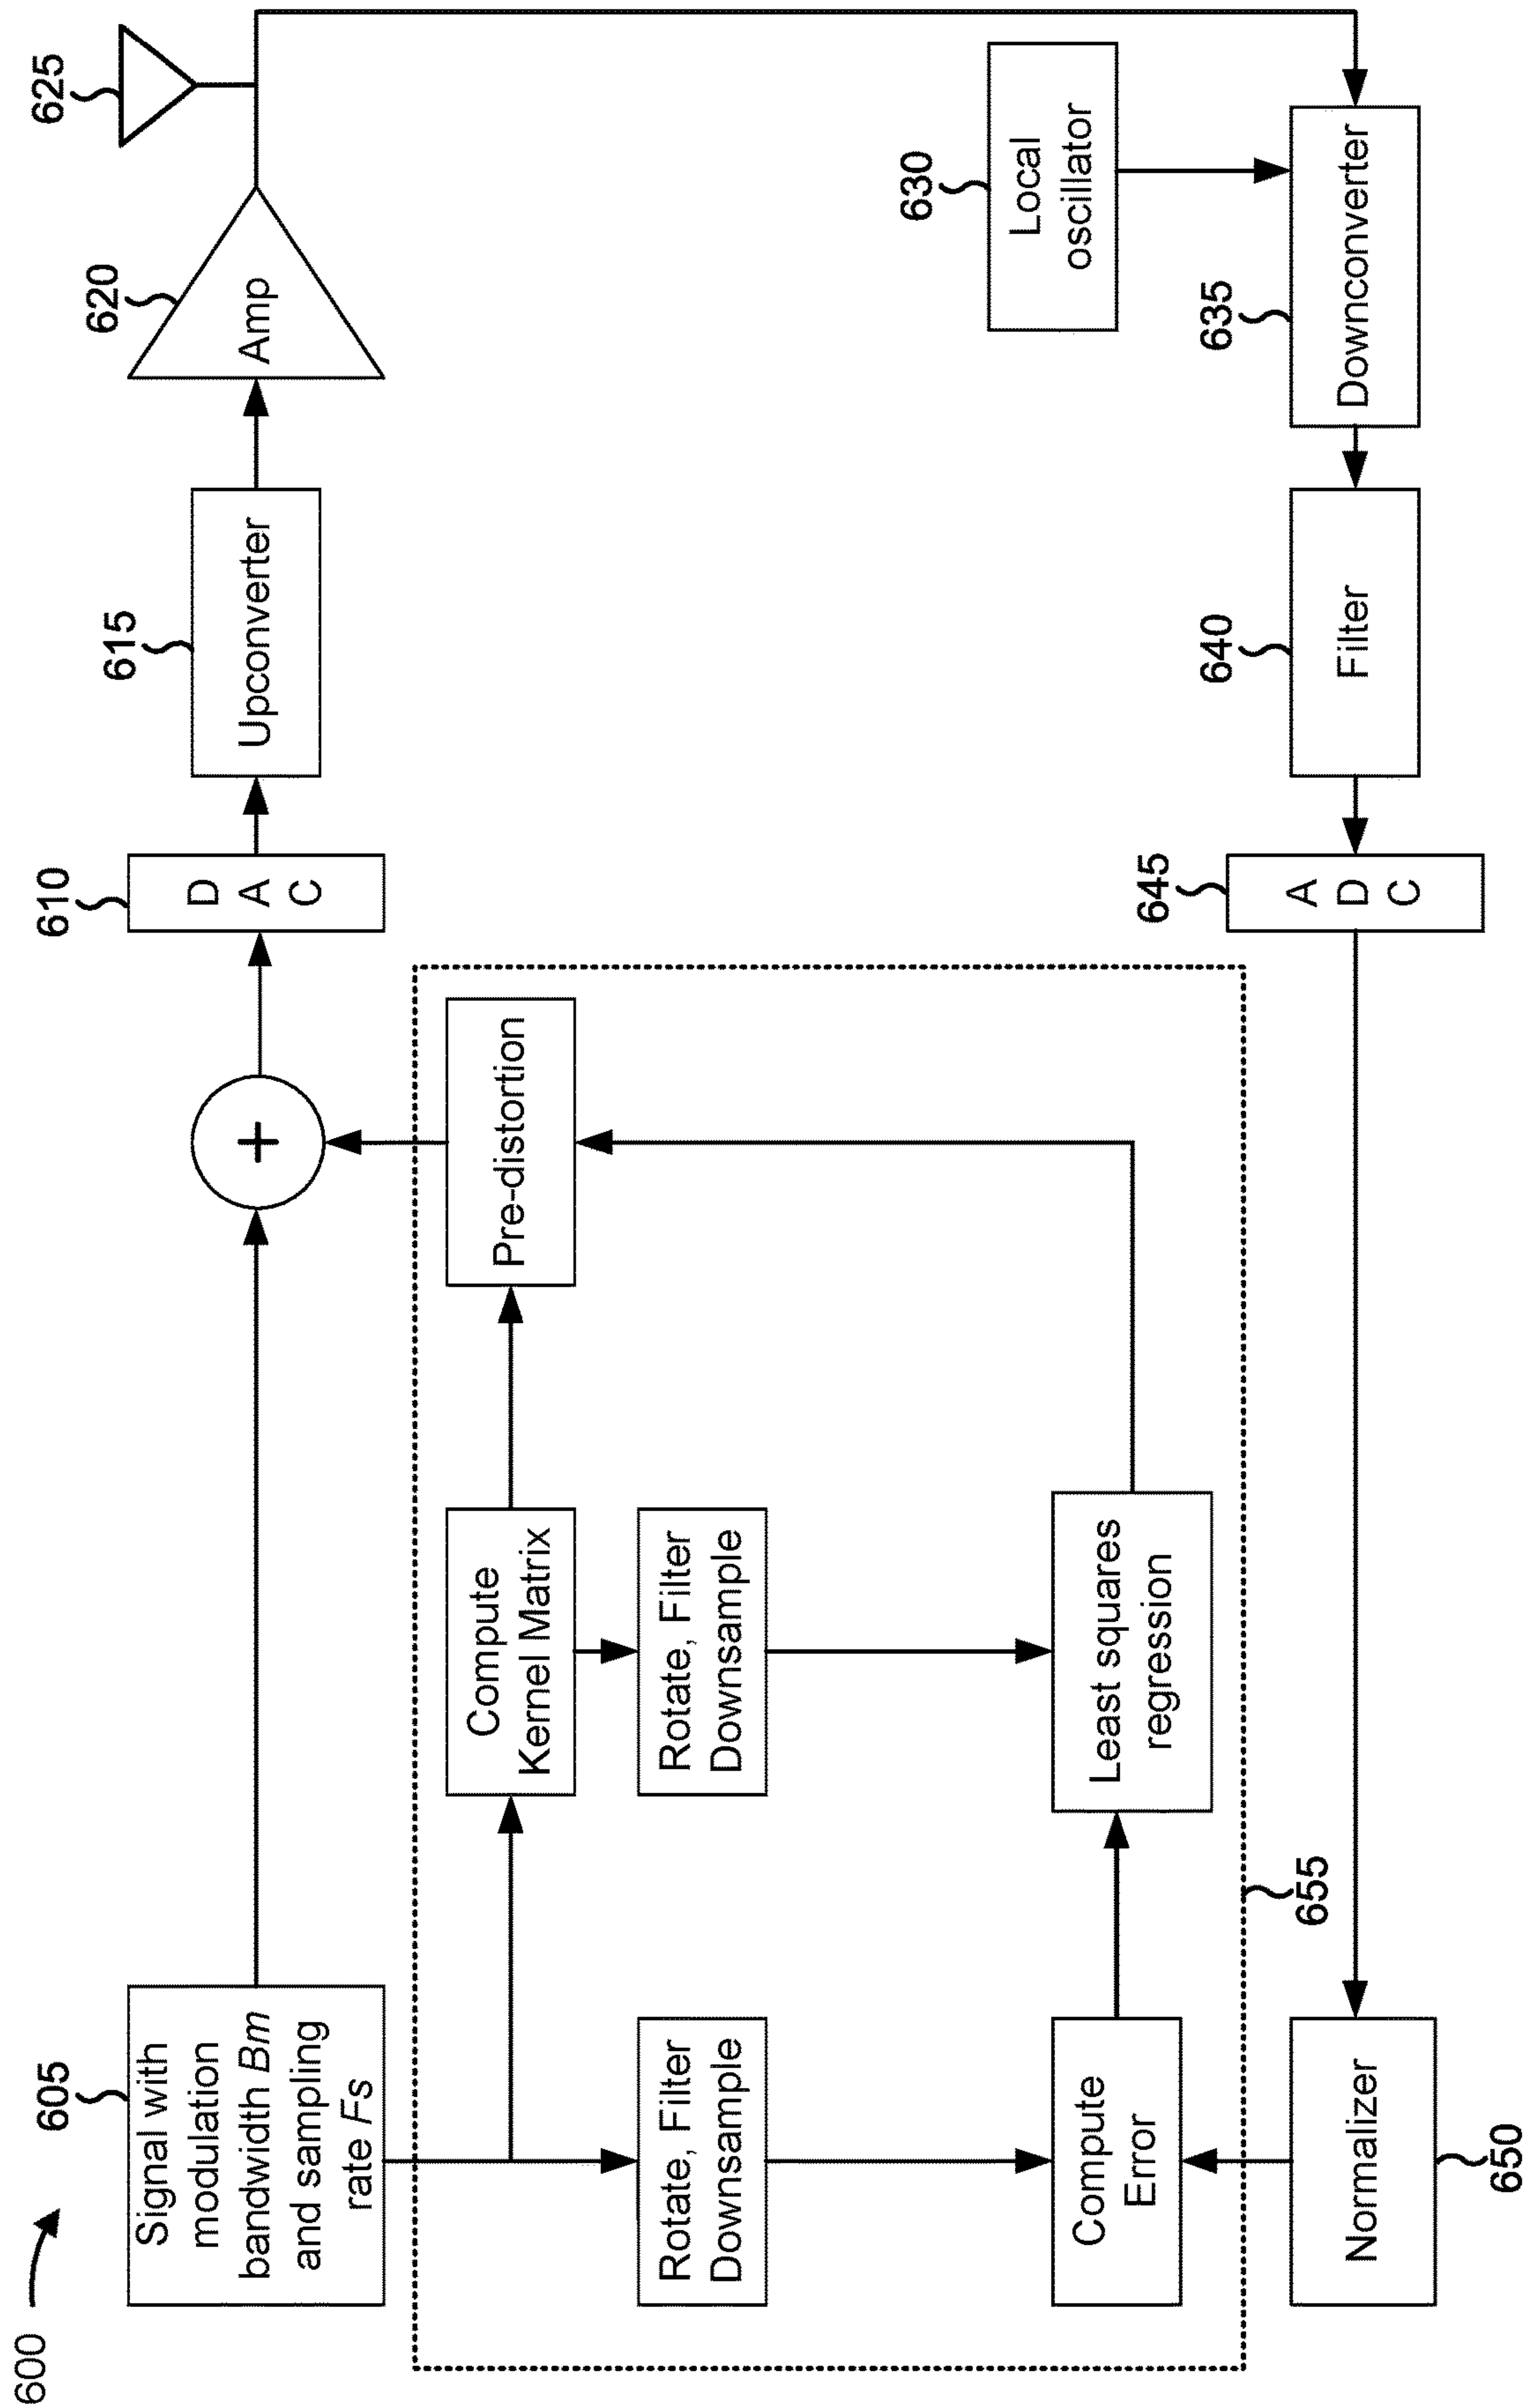 600
605
Signal with
modulation
bandwidth Bm
and sampling
rate Fs
+
610
D
A
C
615
Upconverter
620
Amp
625
Compute
Kernel Matrix
Pre-distortion
Rotate, Filter
Downsample
Rotate, Filter
Downsample
Compute
Error
Least squares
regression
655
630
Local
oscillator
635
Downconverter
640
Filter
645
A
D
C
Normalizer
650